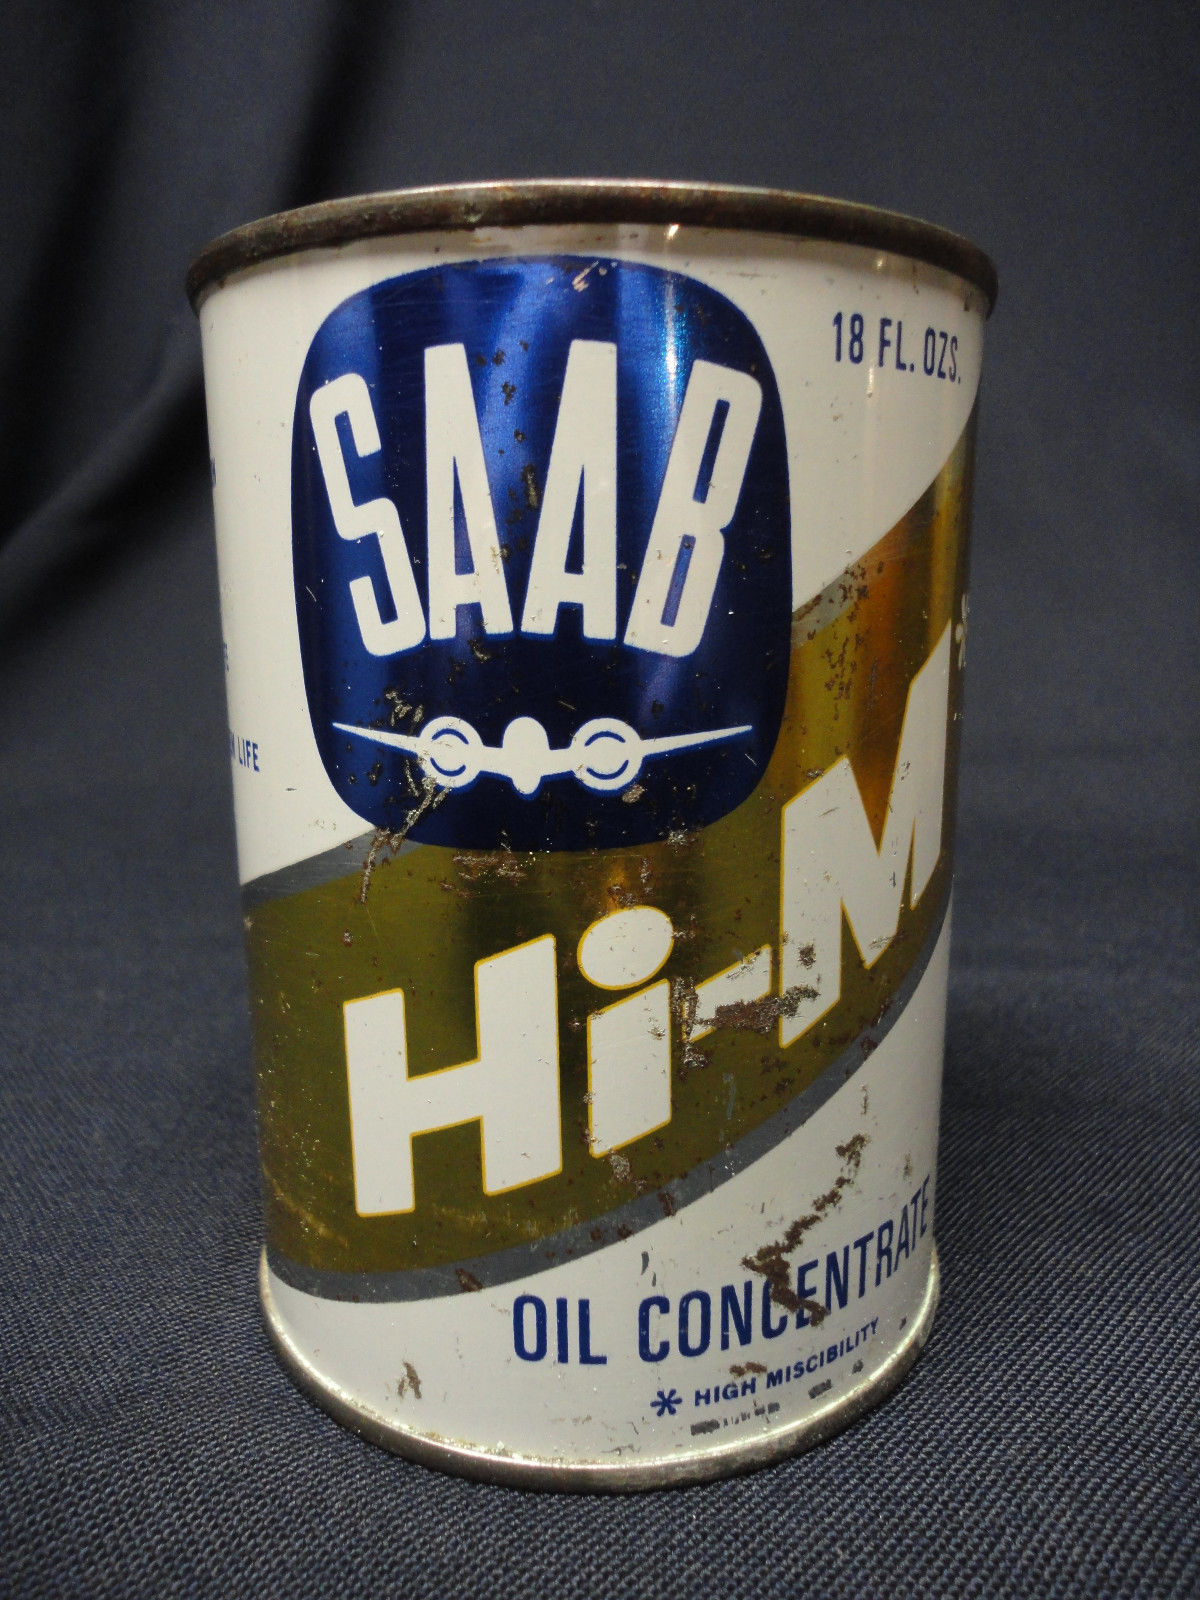 18 FL. OZS.
SAAB
LIFE
Hi-M*
OIL CONCENTRATE
* HIGH MISCIBILITY